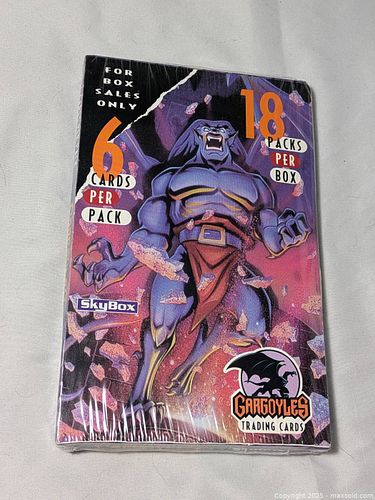 FOR
BOX
SALES
ONLY
6
CARDS
PER
PACK
18
PACKS
PER
BOX
SKYBOX
GARGOYLES
TRADING CARDS
Copyright 2025 - maxsold.com